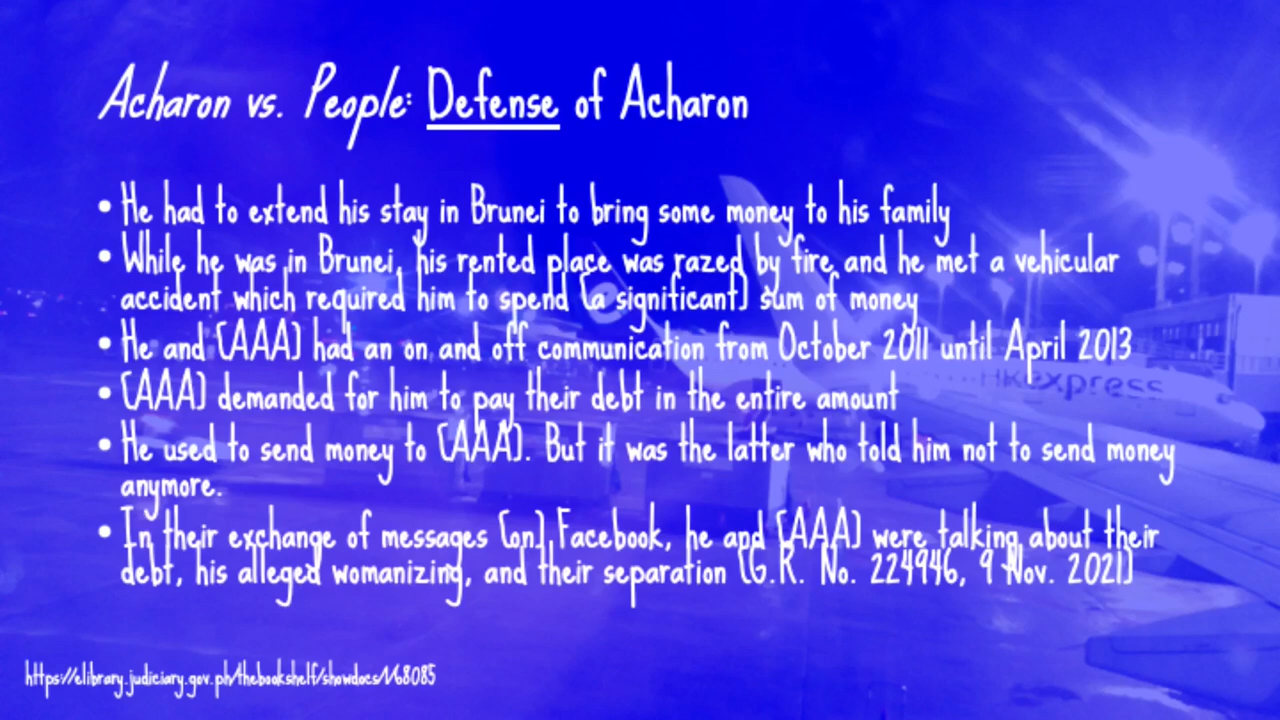 Acharon vs. People: Defense of Acharon
• He had to extend his stay in Brunei to bring some money to his family
• While he was in Brunei, his rented place was razed by fire and he met a vehicular
accident which required him to spend [a significant] sum of money
• He and [AAA] had an on and off communication from October 2011 until April 2013
• [AAA] demanded for him to pay their debt in the entire amount
• He used to send money to [AAA]. But it was the latter who told him not to send money
anymore.
• In their exchange of messages [on] Facebook, he and [AAA] were talking about their
debt, his alleged womanizing, and their separation (G.R. No. 224946, 9 Nov. 2021)
HKexpress
https://elibrary.judiciary.gov.ph/thebookshelf/showdocs/1/68085